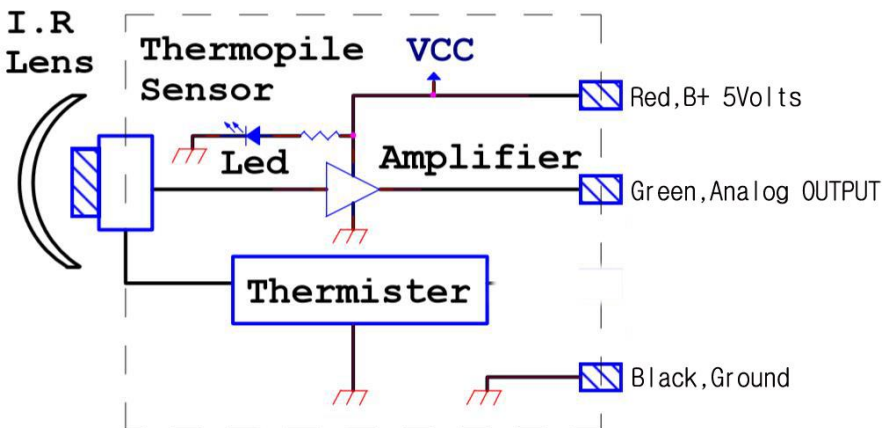 I.R
Lens
Thermopile
Sensor
VCC
Red,B+ 5Volts
Led
Amplifier
Green,Analog OUTPUT
Thermister
Black,Ground